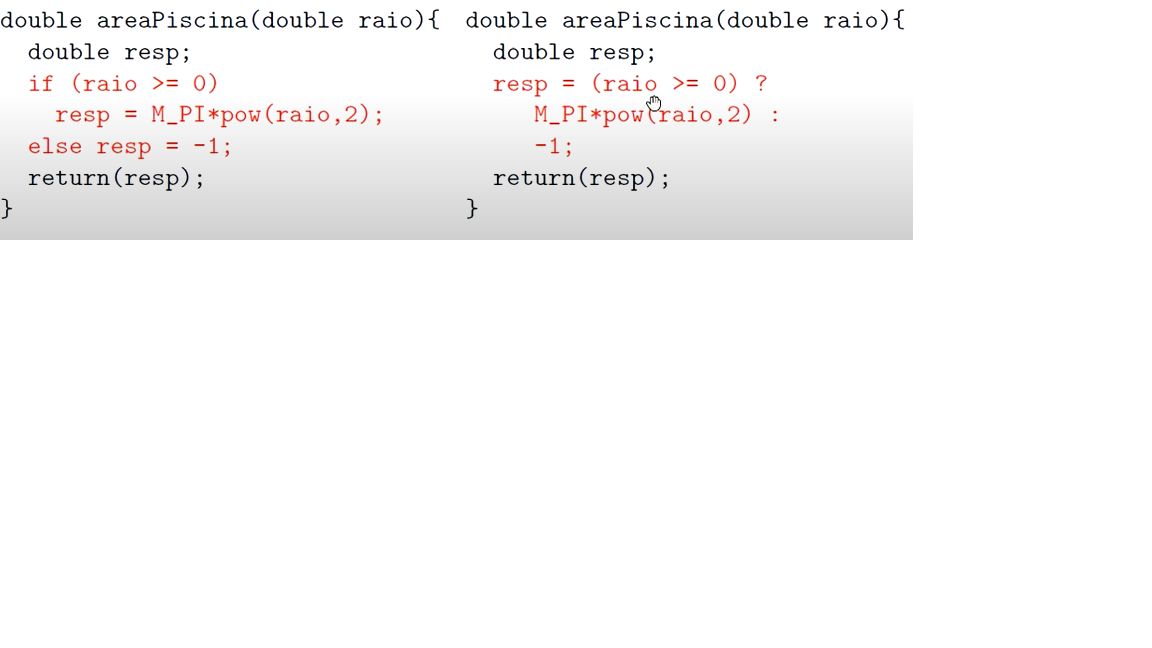 double areaPiscina(double raio){
double resp;
if (raio >= 0)
resp = M_PI*pow(raio,2);
else resp = -1;
return(resp);
}
double areaPiscina(double raio){
double resp;
resp = (raio >= 0) ?
M_PI*pow(raio,2) :
-1;
return(resp);
}